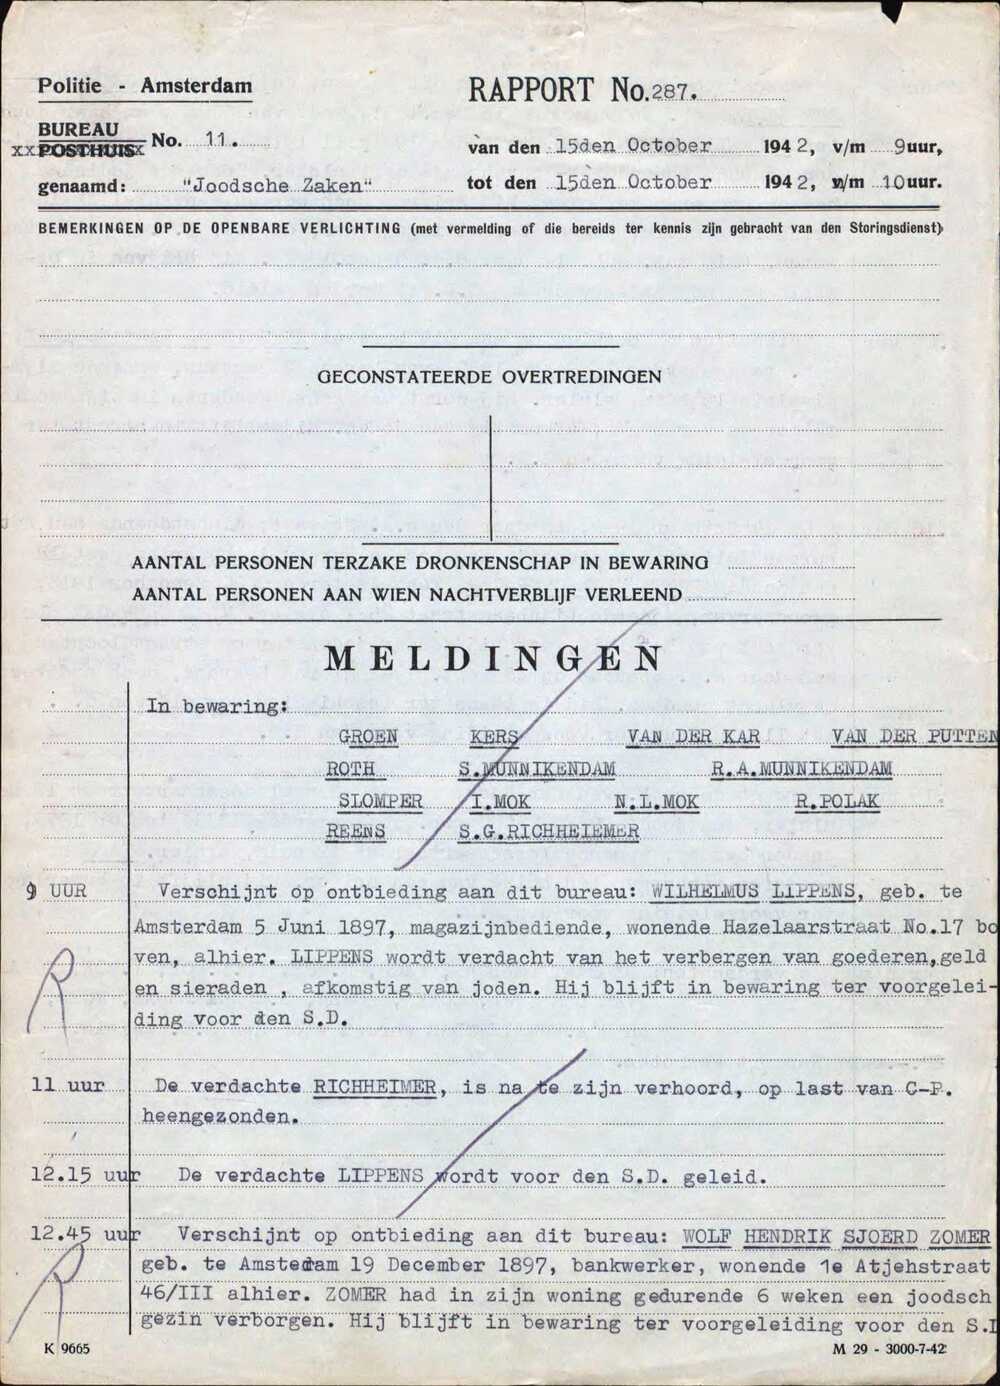 Politie - Amsterdam
RAPPORT No. 287.
BUREAU
xxPOSTHUISX No. 11.
van den 15den October 1942, v/m 9uur,
genaamd: "Joodsche Zaken"
tot den 15den October 1942, v/m 10uur.
BEMERKINGEN OP DE OPENBARE VERLICHTING (met vermelding of die bereids ter kennis zijn gebracht van den Storingsdienst)
GECONSTATEERDE OVERTREDINGEN
AANTAL PERSONEN TERZAKE DRONKENSCHAP IN BEWARING
AANTAL PERSONEN AAN WIEN NACHTVERBLIJF VERLEEND
MELDINGEN
In bewaring:
GROEN KERS VAN DER KAR VAN DER PUTTEN
ROTH S.MUNNIKENDAM R.A.MUNNIKENDAM
SLOMPER I.MOK N.L.MOK R.POLAK
REENS S.G.RICHHEIEMER
9 UUR Verschijnt op ontbieding aan dit bureau: WILHELMUS LIPPENS, geb. te
Amsterdam 5 Juni 1897, magazijnbediende, wonende Hazelaarstraat No.17 bo
ven, alhier. LIPPENS wordt verdacht van het verbergen van goederen,geld
en sieraden , afkomstig van joden. Hij blijft in bewaring ter voorgelei-
ding voor den S.D.
11 uur De verdachte RICHHEIMER, is na te zijn verhoord, op last van C-P.
heengezonden.
12.15 uur De verdachte LIPPENS wordt voor den S.D. geleid.
12.45 uur Verschijnt op ontbieding aan dit bureau: WOLF HENDRIK SJOERD ZOMER
geb. te Amsterdam 19 December 1897, bankwerker, wonende 1e Atjehstraat
46/III alhier. ZOMER had in zijn woning gedurende 6 weken een joodsch
gezin verborgen. Hij blijft in bewaring ter voorgeleiding voor den S.D
K 9665
M 29 - 3000-7-42